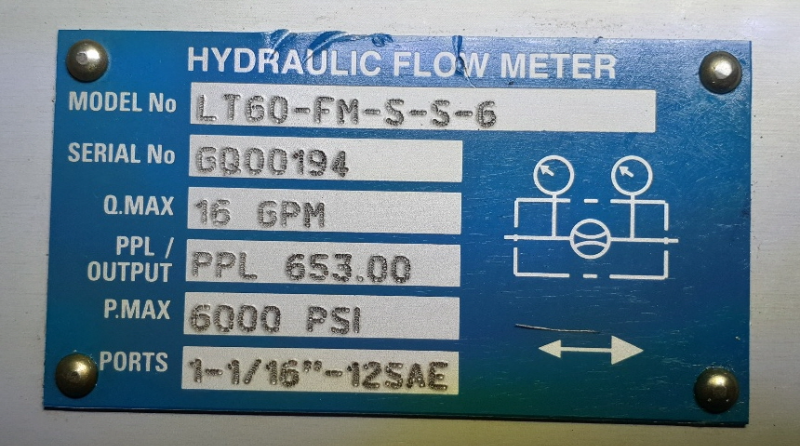 HYDRAULIC FLOW METER
MODEL No LT60-FM-S-S-6
SERIAL No GQ00194
Q.MAX 16 GPM
PPL /
OUTPUT PPL 653.00
P.MAX 6000 PSI
PORTS 1-1/16"-12SAE